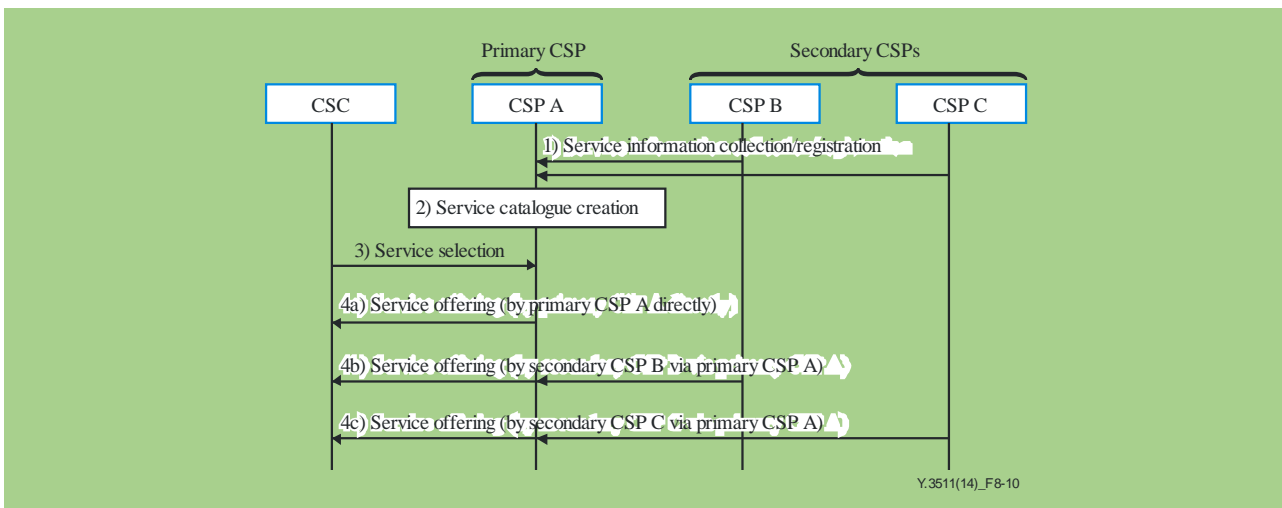 Primary CSP
Secondary CSPs
CSC
CSP A
CSP B
CSP C
1) Service information collection/registration
2) Service catalogue creation
3) Service selection
4a) Service offering (by primary CSP A directly)
4b) Service offering (by secondary CSP B via primary CSP A)
4c) Service offering (by secondary CSP C via primary CSP A)
Y.3511(14)_F8-10